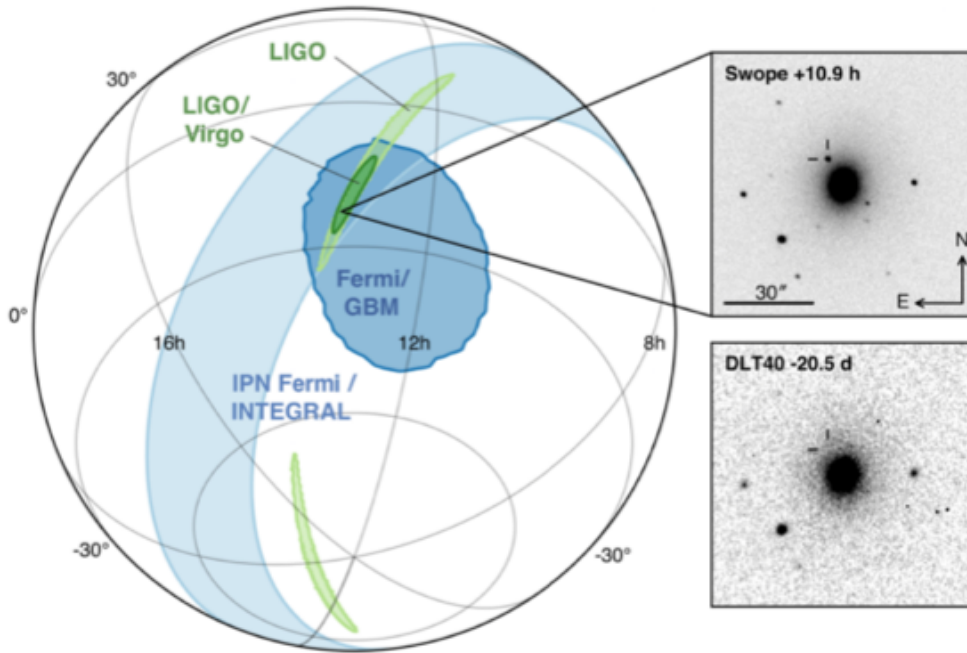 LIGO
LIGO/
Virgo
30°
0°
16h
12h
8h
Fermi/
GBM
IPN Fermi /
INTEGRAL
-30°
-30°
Swope +10.9 h
N
30″
E
DLT40 -20.5 d